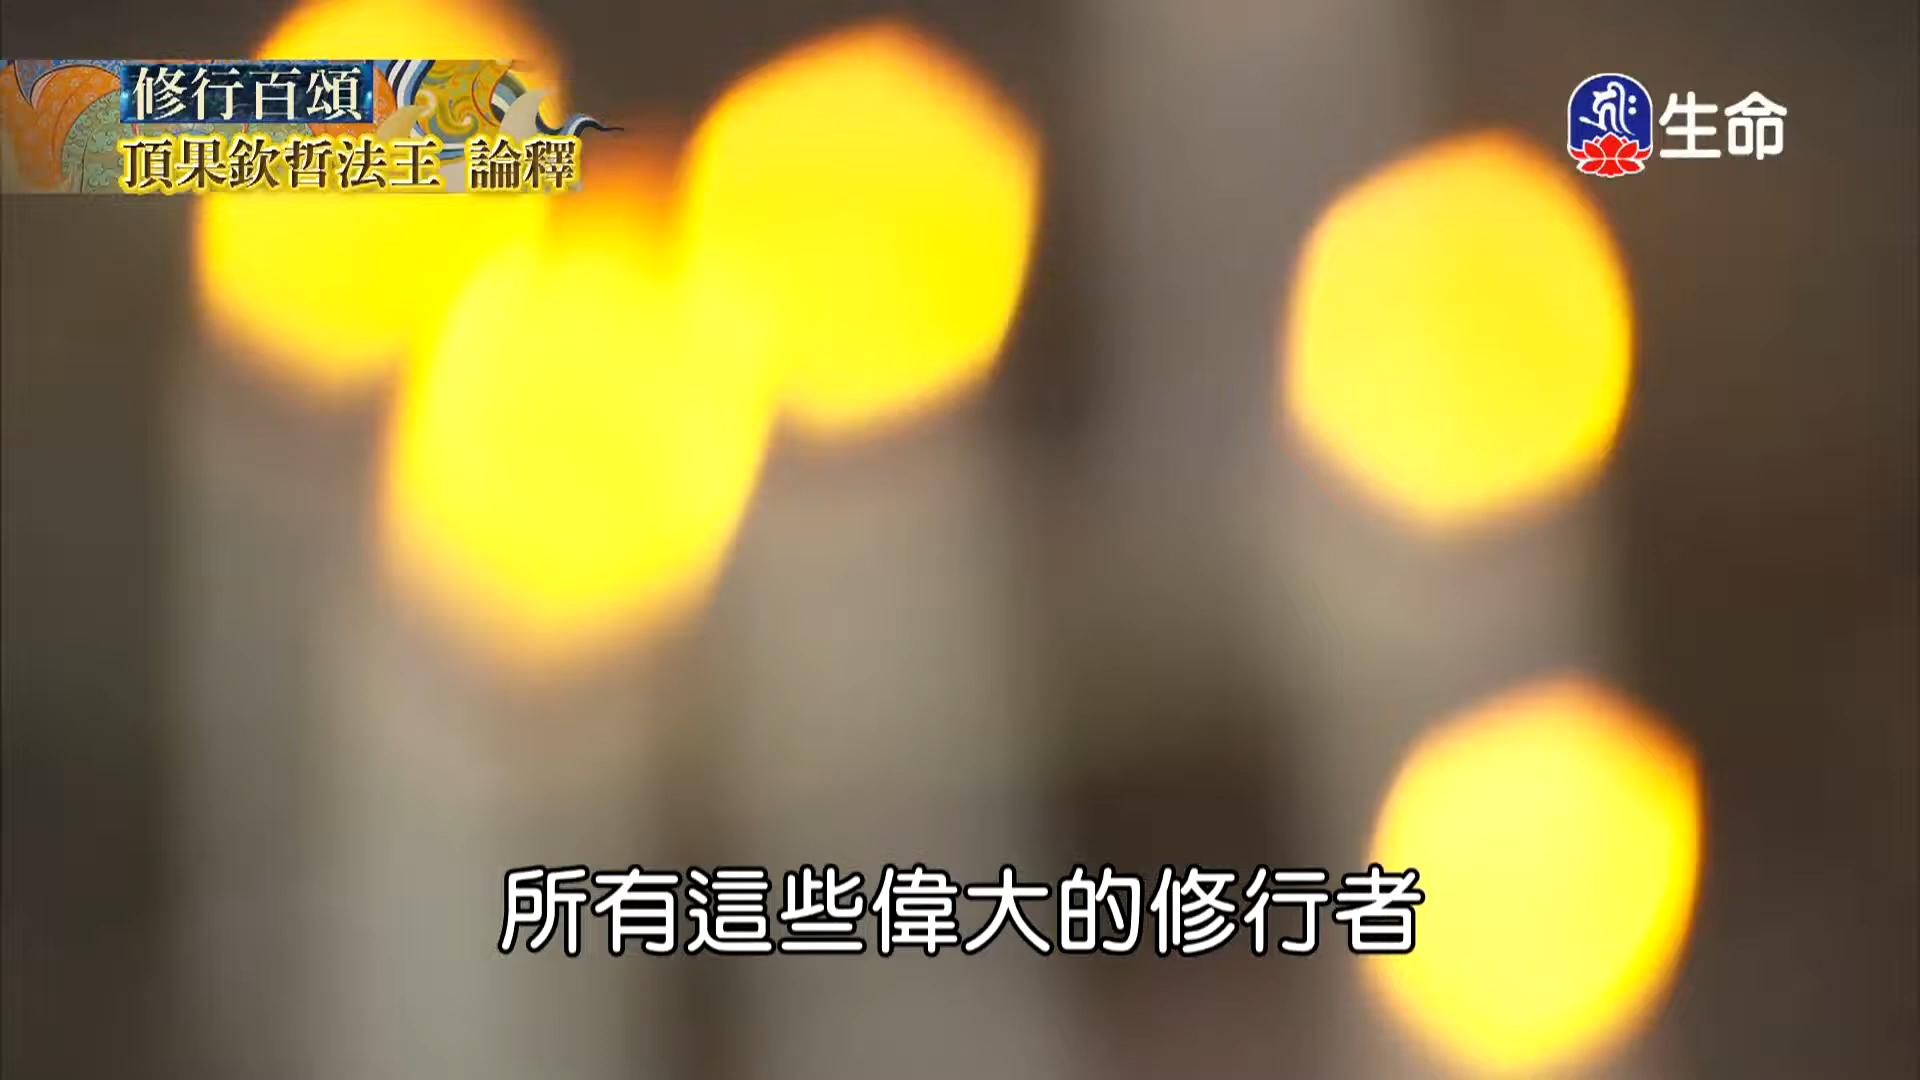 修行百頌
頂果欽哲法王 論釋
生命
所有這些偉大的修行者